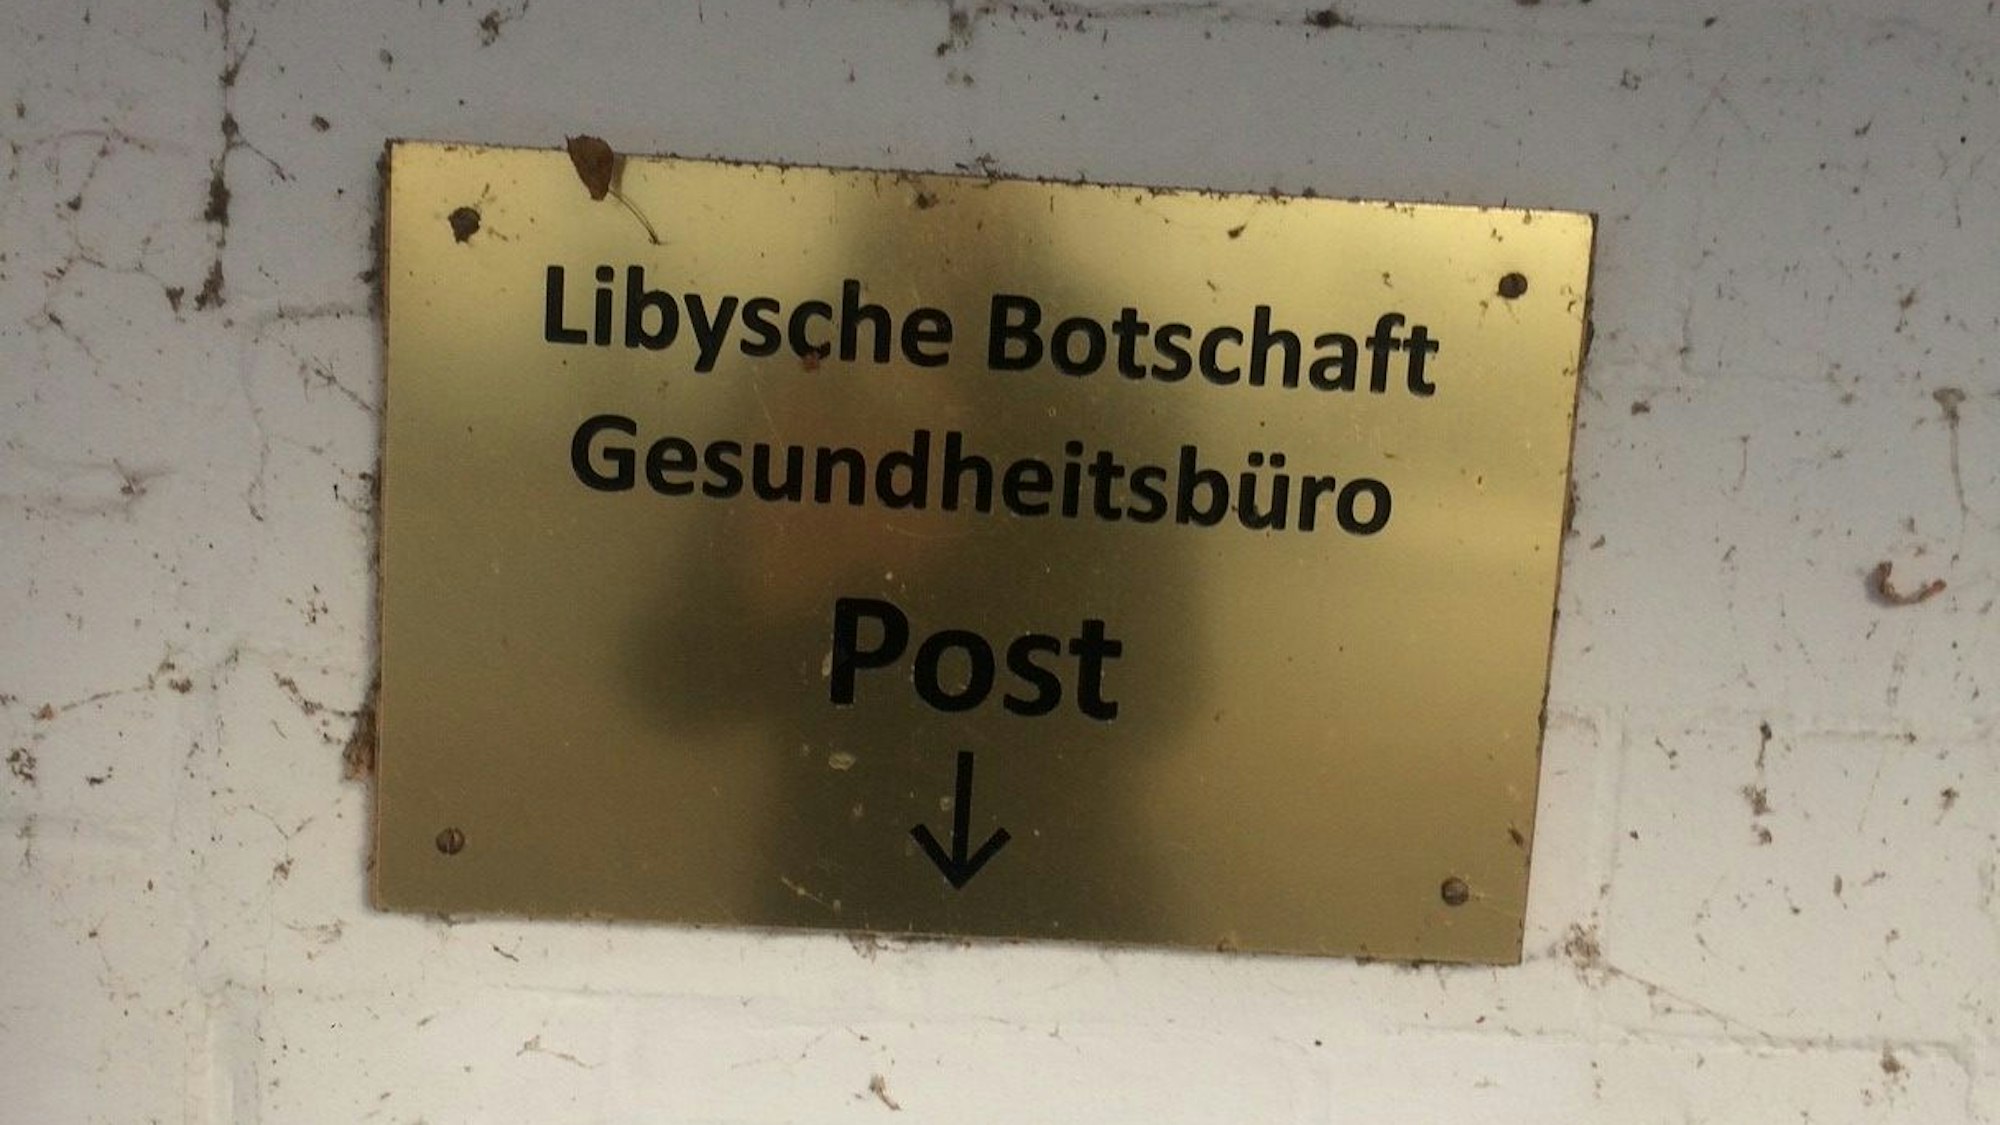 Libysche Botschaft
Gesundheitsbüro
Post
↓